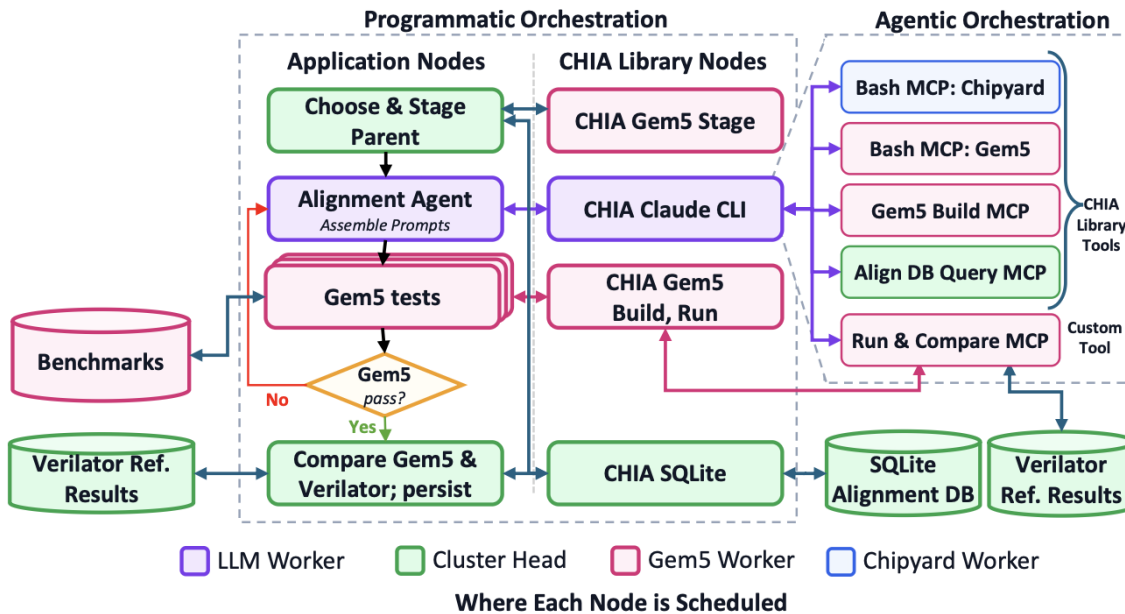 Programmatic Orchestration
Agentic Orchestration
Application Nodes
CHIA Library Nodes
Choose & Stage
Parent
CHIA Gem5 Stage
Alignment Agent
Assemble Prompts
CHIA Claude CLI
Gem5 tests
CHIA Gem5
Build, Run
Gem5
pass?
No
Yes
Compare Gem5 &
Verilator; persist
CHIA SQLite
Benchmarks
Verilator Ref.
Results
Bash MCP: Chipyard
Bash MCP: Gem5
Gem5 Build MCP
Align DB Query MCP
CHIA
Library
Tools
Run & Compare MCP
Custom
Tool
SQLite
Alignment DB
Verilator
Ref. Results
LLM Worker
Cluster Head
Gem5 Worker
Chipyard Worker
Where Each Node is Scheduled